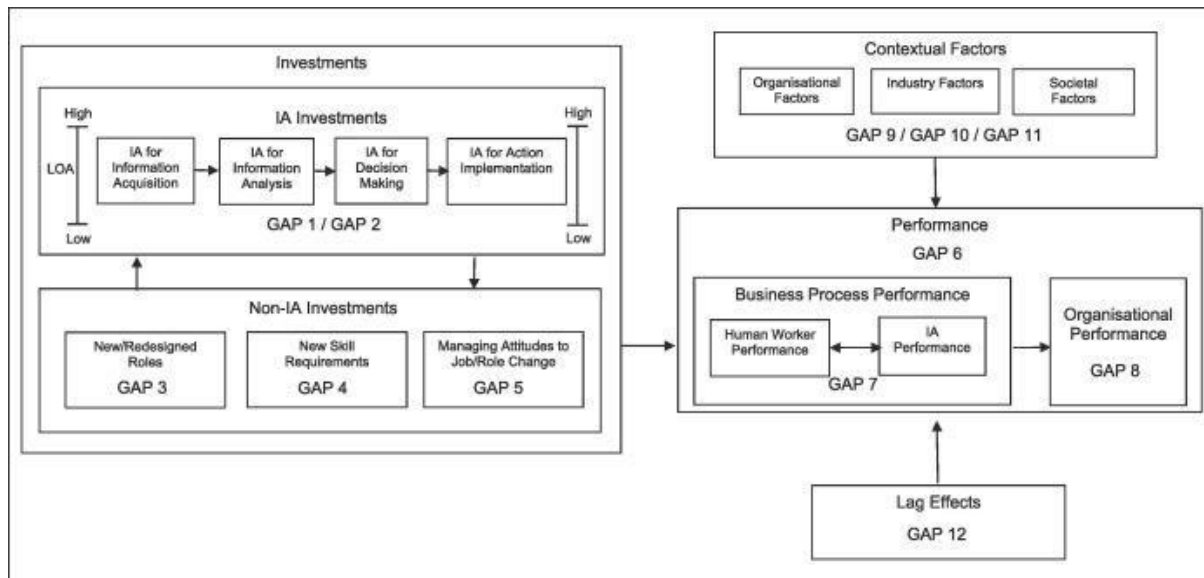 Investments
IA Investments
High
LOA
Low
IA for
Information
Acquisition
IA for
Information
Analysis
IA for
Decision
Making
IA for Action
Implementation
High
Low
GAP 1 / GAP 2
Non-IA Investments
New/Redesigned
Roles
GAP 3
New Skill
Requirements
GAP 4
Managing Attitudes to
Job/Role Change
GAP 5
Contextual Factors
Organisational
Factors
Industry Factors
Societal
Factors
GAP 9 / GAP 10 / GAP 11
Performance
GAP 6
Business Process Performance
Human Worker
Performance
IA
Performance
GAP 7
Organisational
Performance
GAP 8
Lag Effects
GAP 12